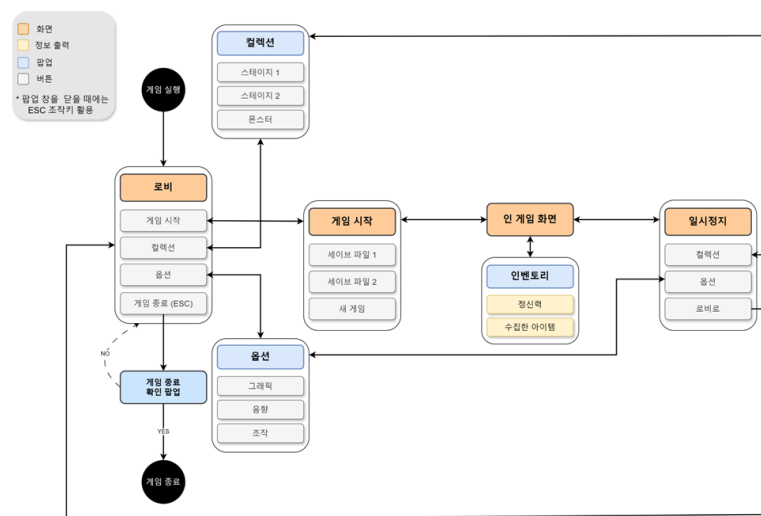 화면
정보 출력
팝업
버튼
* 팝업 창을 닫을 때에는
ESC 조작키 활용
게임 실행
컬렉션
스테이지 1
스테이지 2
몬스터
로비
게임 시작
컬렉션
옵션
게임 종료 (ESC)
게임 시작
세이브 파일 1
세이브 파일 2
새 게임
인 게임 화면
인벤토리
정신력
수집한 아이템
일시정지
컬렉션
옵션
로비로
NO
게임 종료
확인 팝업
YES
게임 종료
옵션
그래픽
음향
조작